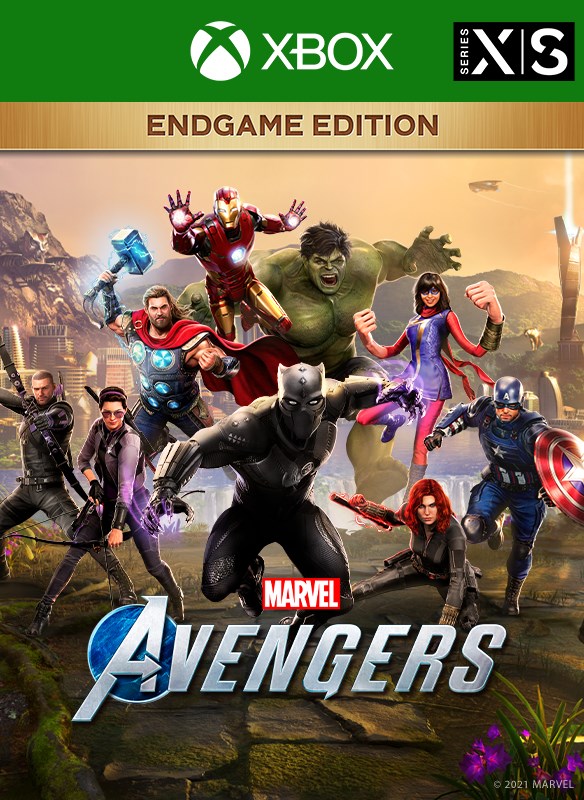 XBOX
SERIES X|S
ENDGAME EDITION
MARVEL
AVENGERS
© 2021 MARVEL